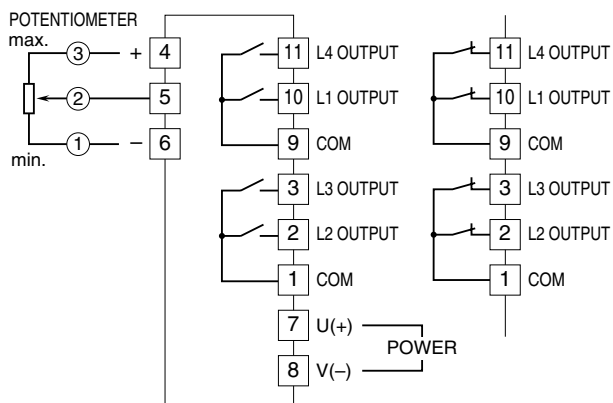 POTENTIOMETER
max.
3 + 4
2 5
1 – 6
min.
11 L4 OUTPUT
10 L1 OUTPUT
9 COM
3 L3 OUTPUT
2 L2 OUTPUT
1 COM
7 U(+)
POWER
8 V(–)
11 L4 OUTPUT
10 L1 OUTPUT
9 COM
3 L3 OUTPUT
2 L2 OUTPUT
1 COM